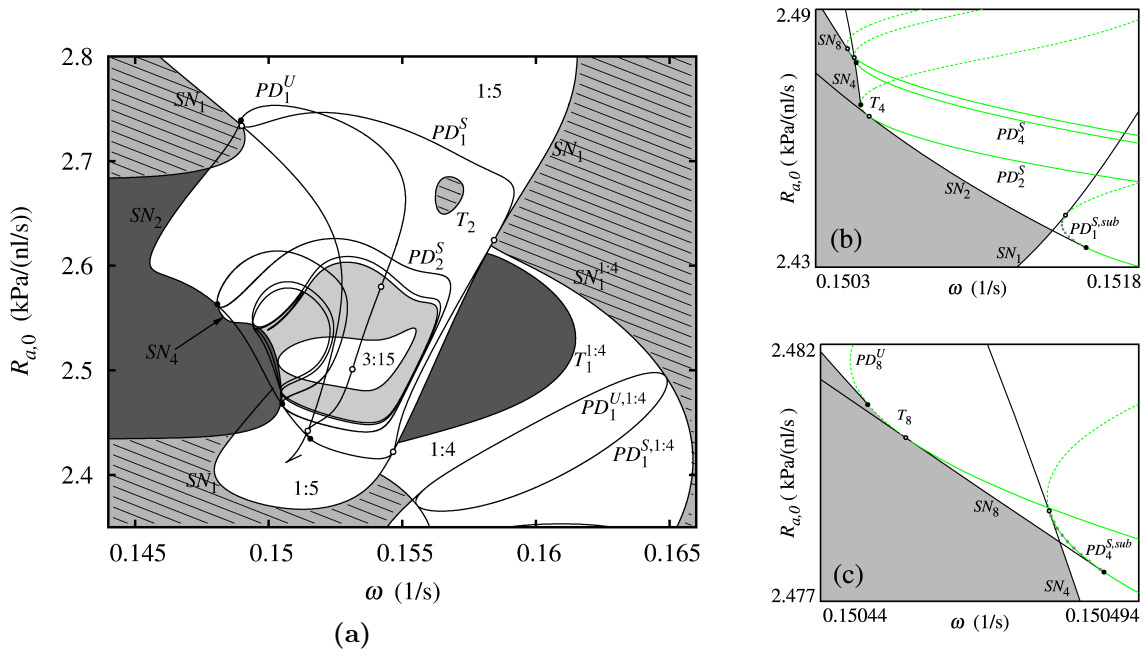 2.8
2.7
2.6
2.5
2.4
R_{a,0} (kPa/(nl/s))
0.145
0.15
0.155
0.16
0.165
ω (1/s)
(a)
SN_1
PD_1^U
1:5
PD_1^S
SN_1
SN_2
T_2
PD_2^S
SN_1^{1:4}
SN_4
3:15
T_1^{1:4}
PD_1^{U,1:4}
1:4
PD_1^{S,1:4}
SN_1
1:5
2.49
SN_8
SN_4
T_4
PD_4^S
PD_2^S
SN_2
PD_1^{S,sub}
(b)
SN_1
2.43
R_{a,0} ( kPa/(nl/s))
0.1503
0.1518
ω (1/s)
2.482
PD_8^U
T_8
SN_8
PD_4^{S,sub}
(c)
SN_4
2.477
R_{a,0} ( kPa/(nl/s))
0.15044
0.150494
ω (1/s)